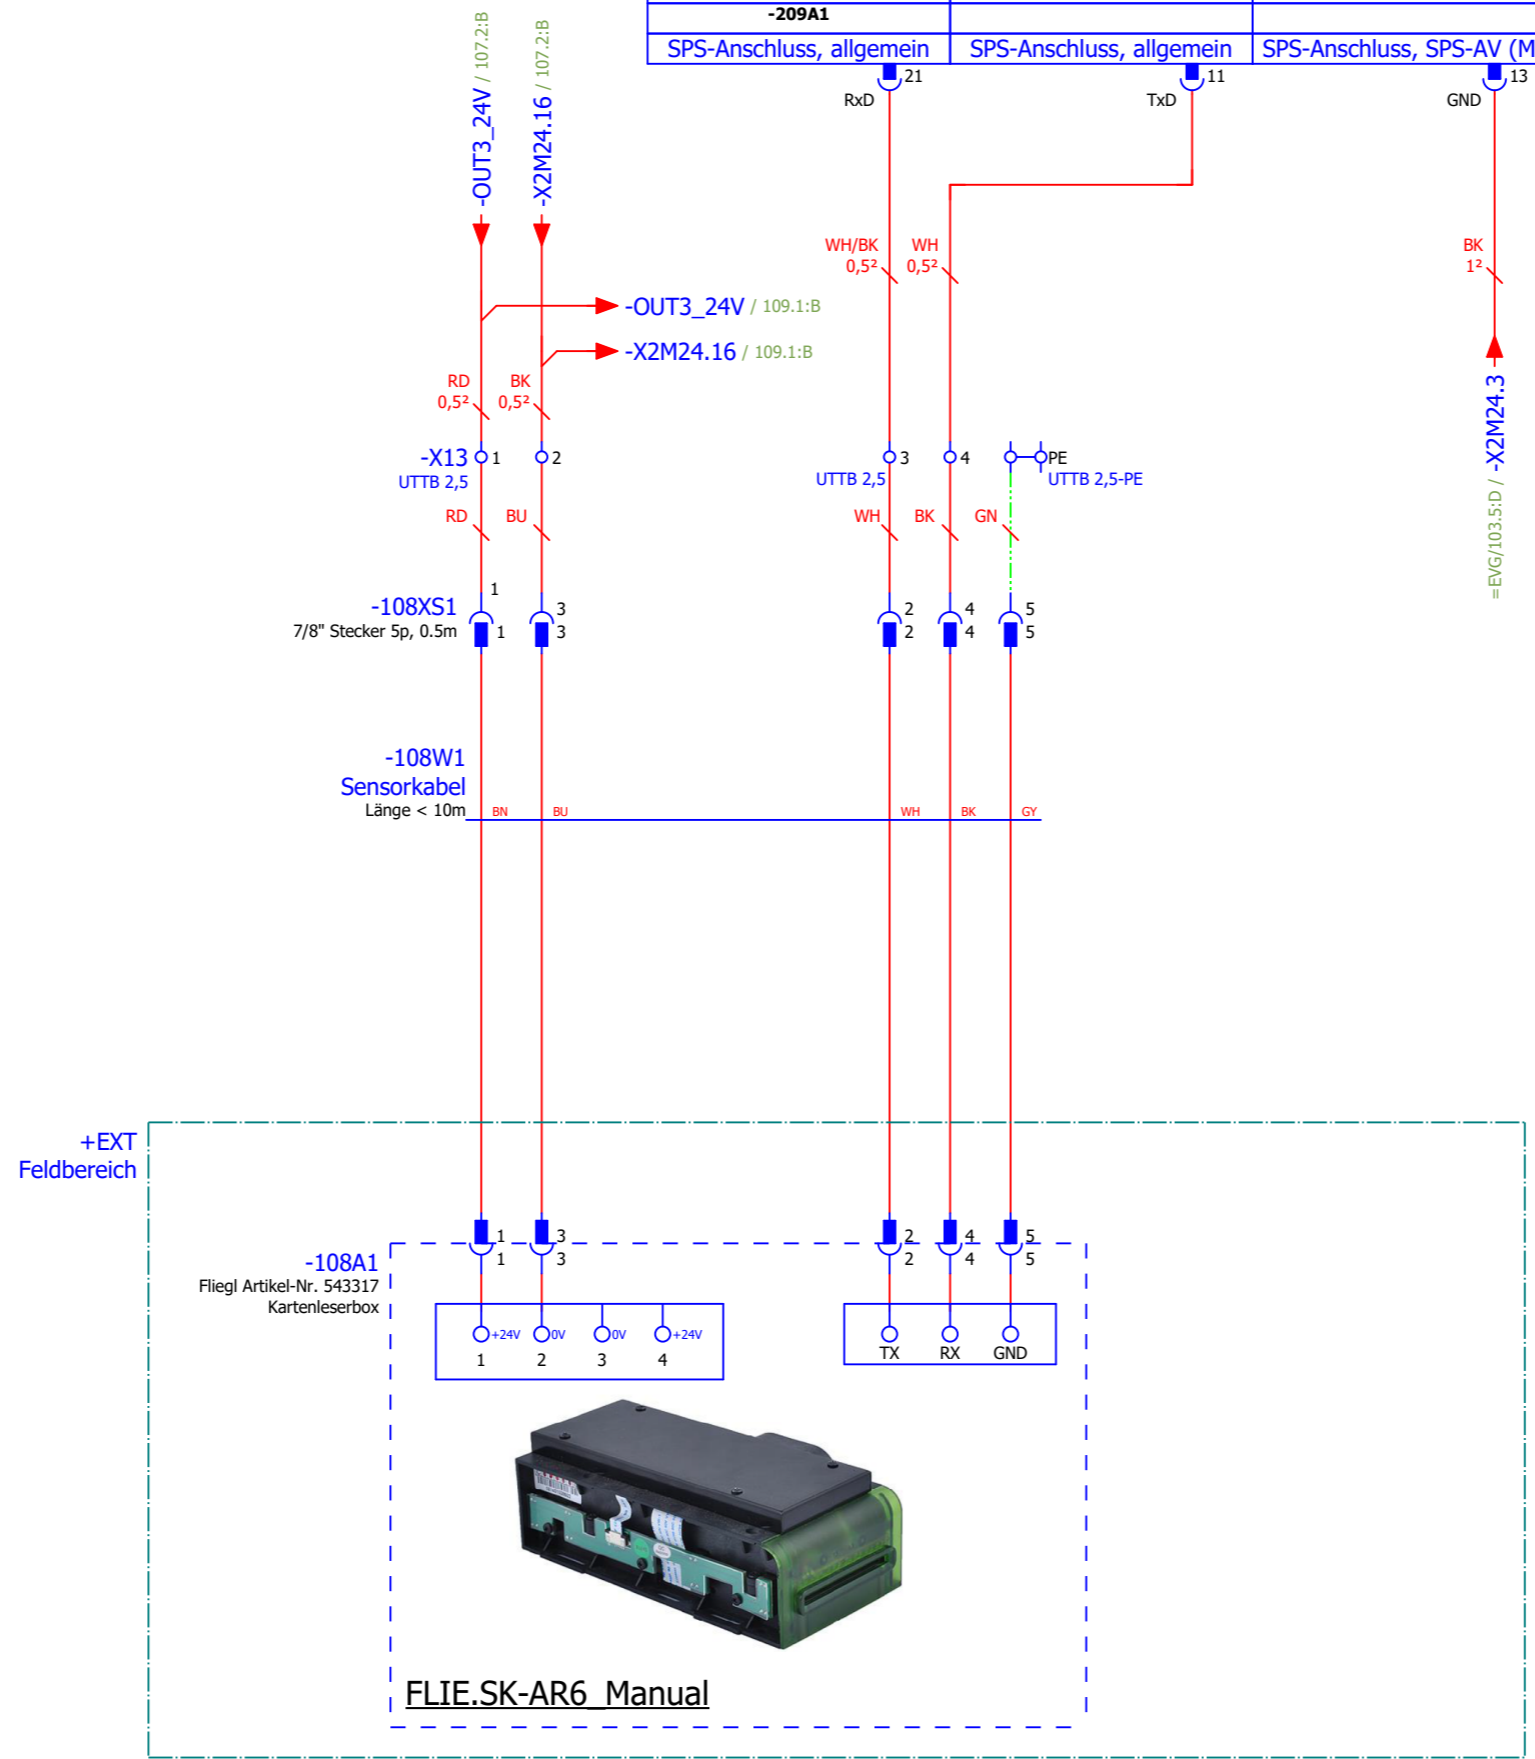 -209A1
SPS-Anschluss, allgemein
SPS-Anschluss, allgemein
SPS-Anschluss, SPS-AV (M
21
RxD
11
TxD
13
GND
-OUT3_24V / 107.2:B
-X2M24.16 / 107.2:B
WH/BK
0,5²
WH
0,5²
BK
1²
-OUT3_24V / 109.1:B
-X2M24.16 / 109.1:B
RD
0,5²
BK
0,5²
=EVG/103.5:D / -X2M24.3
-X13
1
2
3
4
PE
UTTB 2,5
UTTB 2,5
UTTB 2,5-PE
RD
BU
WH
BK
GN
-108XS1
7/8" Stecker 5p, 0.5m
1
1
3
3
2
2
4
4
5
5
-108W1
Sensorkabel
Länge < 10m
BN
BU
WH
BK
GY
+EXT
Feldbereich
-108A1
Fliegl Artikel-Nr. 543317
Kartenleserbox
1
1
3
3
2
2
4
4
5
5
+24V
0V
0V
+24V
1
2
3
4
TX
RX
GND
FLIE.SK-AR6_Manual